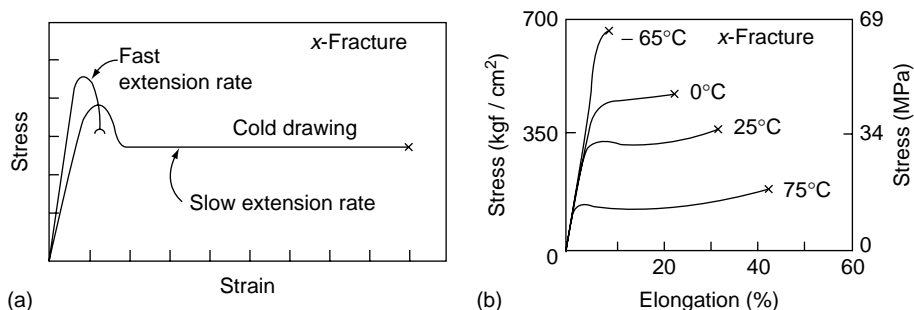 x-Fracture
Fast
extension rate
Cold drawing
Slow extension rate
Stress
Strain
(a)
700
350
0
Stress (kgf / cm²)
– 65°C
x-Fracture
0°C
25°C
75°C
69
34
0
Stress (MPa)
20
40
60
Elongation (%)
(b)